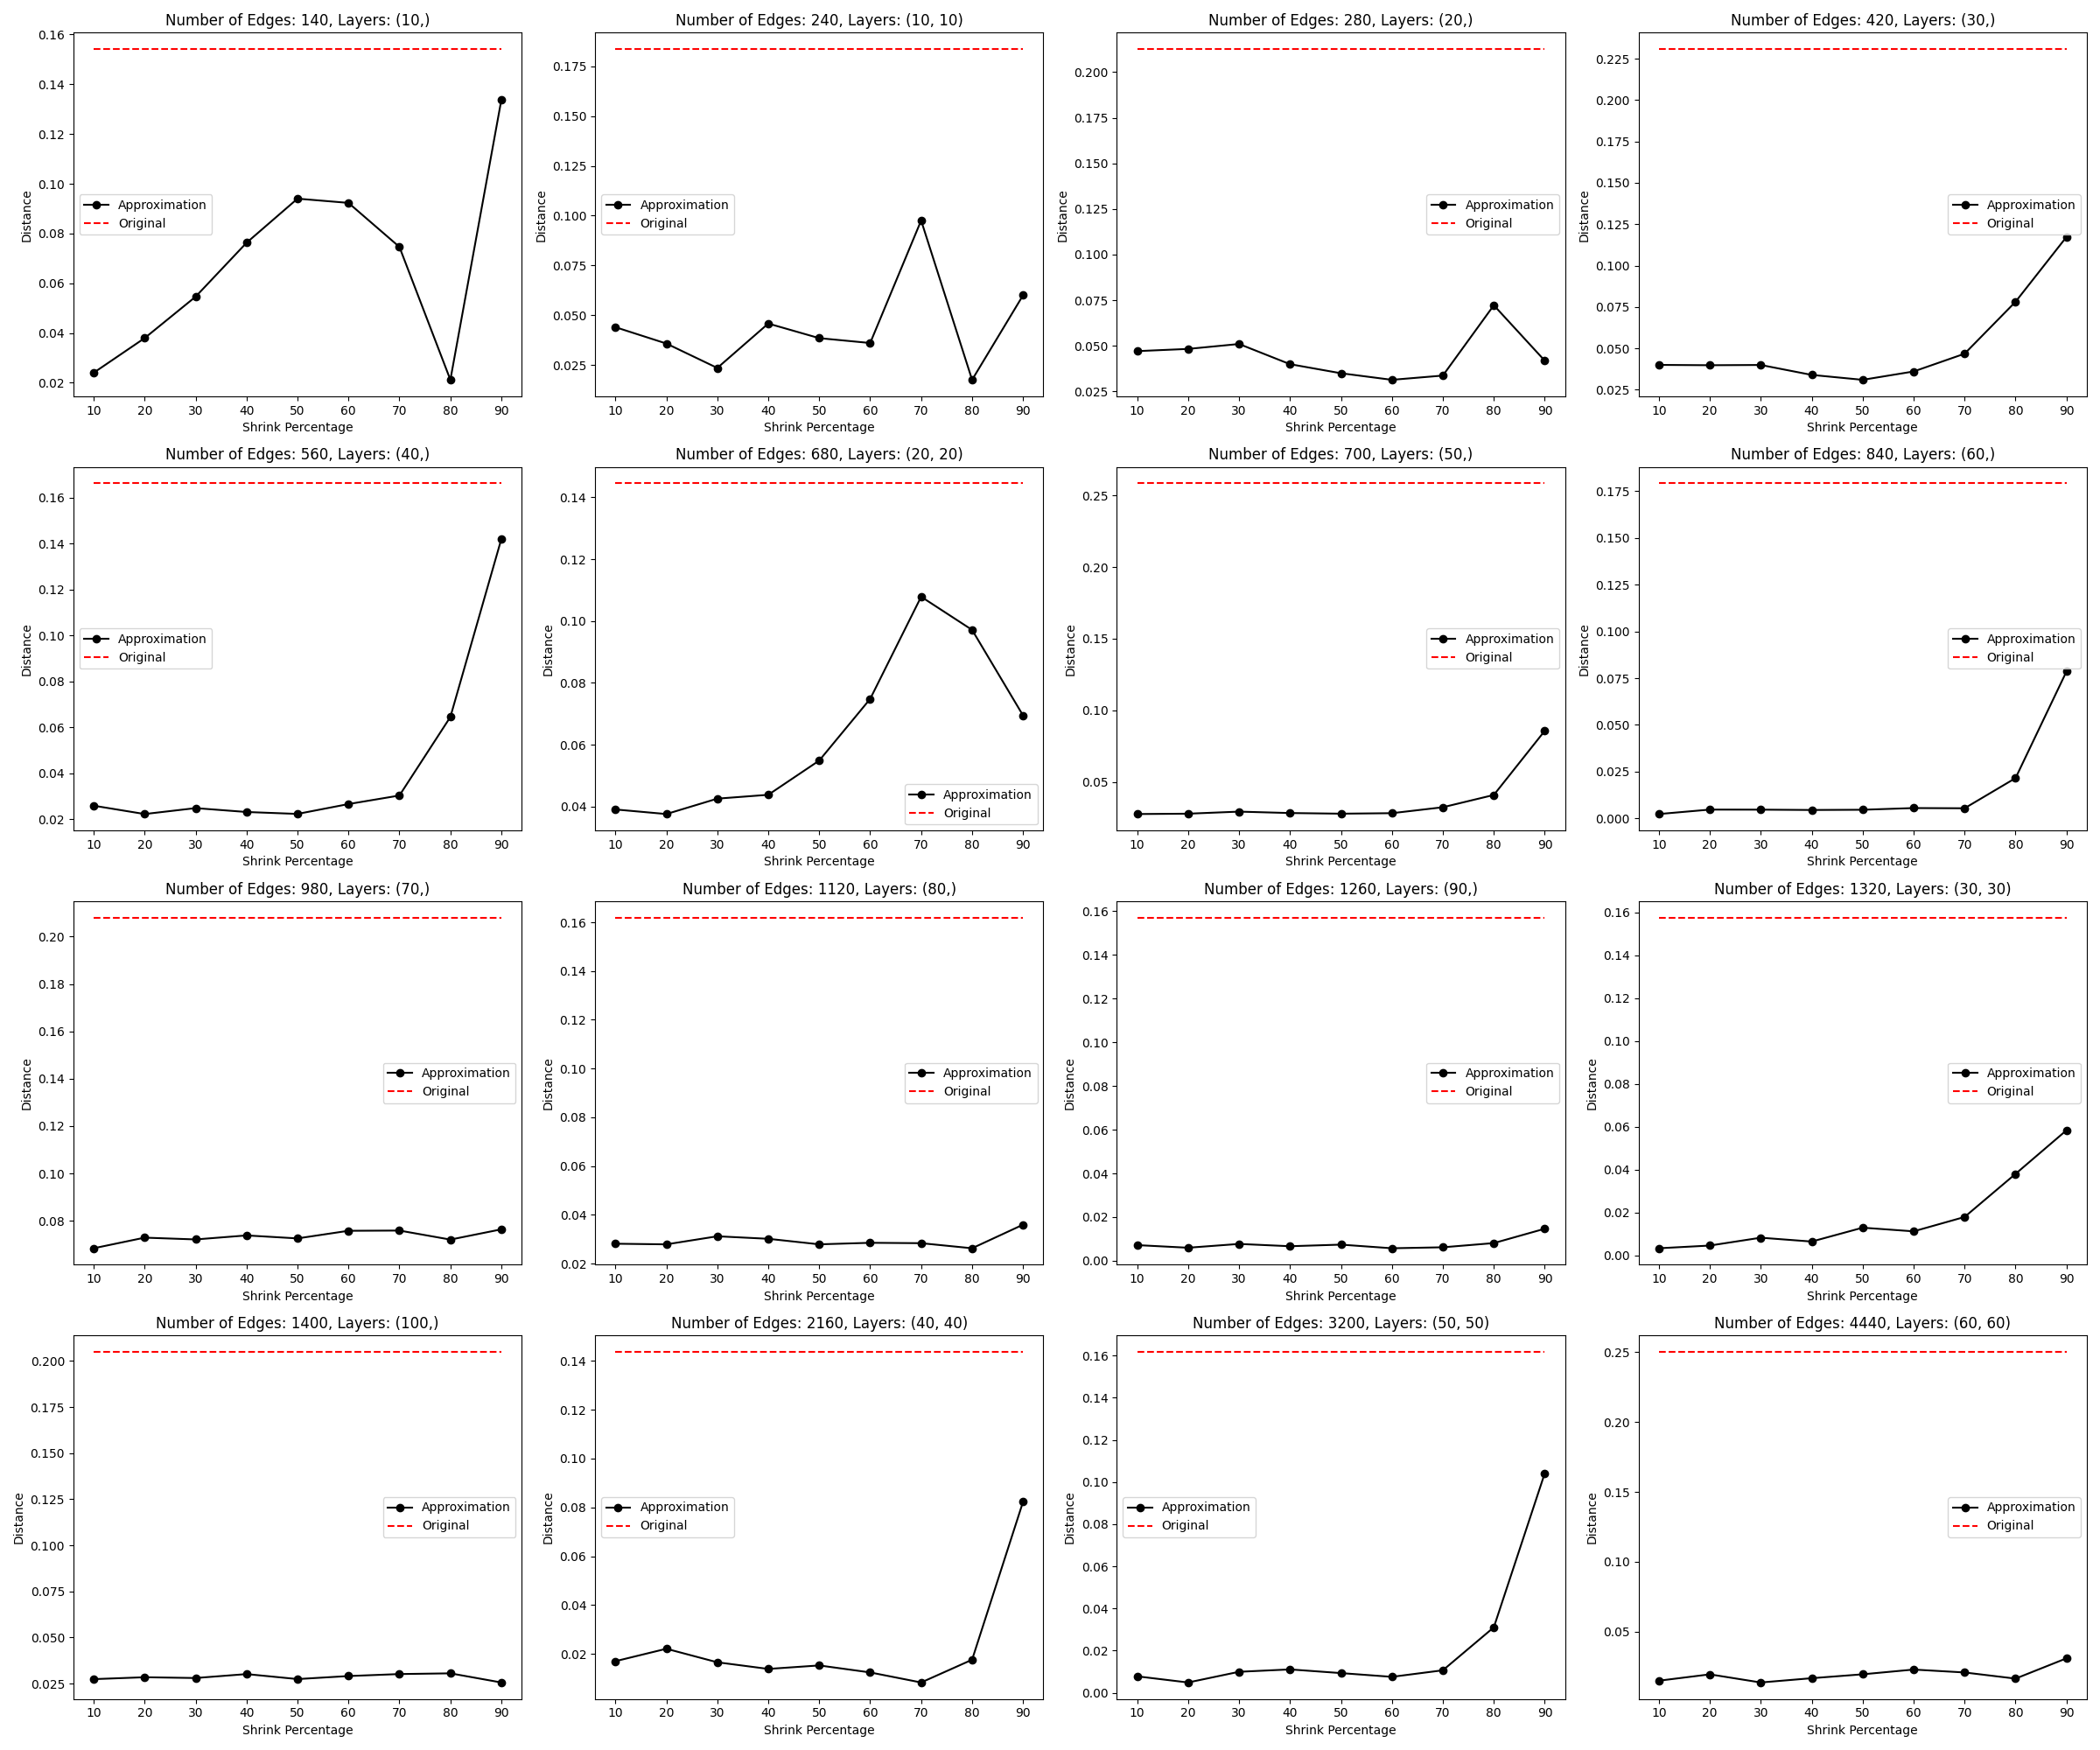 Number of Edges: 140, Layers: (10,)
0.16
0.14
0.12
0.10
0.08
0.06
0.04
0.02
Distance
Approximation
Original
10 20 30 40 50 60 70 80 90
Shrink Percentage
Number of Edges: 240, Layers: (10, 10)
0.175
0.150
0.125
0.100
0.075
0.050
0.025
Distance
Approximation
Original
10 20 30 40 50 60 70 80 90
Shrink Percentage
Number of Edges: 280, Layers: (20,)
0.200
0.175
0.150
0.125
0.100
0.075
0.050
0.025
Distance
Approximation
Original
10 20 30 40 50 60 70 80 90
Shrink Percentage
Number of Edges: 420, Layers: (30,)
0.225
0.200
0.175
0.150
0.125
0.100
0.075
0.050
0.025
Distance
Approximation
Original
10 20 30 40 50 60 70 80 90
Shrink Percentage
Number of Edges: 560, Layers: (40,)
0.16
0.14
0.12
0.10
0.08
0.06
0.04
0.02
Distance
Approximation
Original
10 20 30 40 50 60 70 80 90
Shrink Percentage
Number of Edges: 680, Layers: (20, 20)
0.14
0.12
0.10
0.08
0.06
0.04
Distance
Approximation
Original
10 20 30 40 50 60 70 80 90
Shrink Percentage
Number of Edges: 700, Layers: (50,)
0.25
0.20
0.15
0.10
0.05
Distance
Approximation
Original
10 20 30 40 50 60 70 80 90
Shrink Percentage
Number of Edges: 840, Layers: (60,)
0.175
0.150
0.125
0.100
0.075
0.050
0.025
0.000
Distance
Approximation
Original
10 20 30 40 50 60 70 80 90
Shrink Percentage
Number of Edges: 980, Layers: (70,)
0.20
0.18
0.16
0.14
0.12
0.10
0.08
Distance
Approximation
Original
10 20 30 40 50 60 70 80 90
Shrink Percentage
Number of Edges: 1120, Layers: (80,)
0.16
0.14
0.12
0.10
0.08
0.06
0.04
0.02
Distance
Approximation
Original
10 20 30 40 50 60 70 80 90
Shrink Percentage
Number of Edges: 1260, Layers: (90,)
0.16
0.14
0.12
0.10
0.08
0.06
0.04
0.02
0.00
Distance
Approximation
Original
10 20 30 40 50 60 70 80 90
Shrink Percentage
Number of Edges: 1320, Layers: (30, 30)
0.16
0.14
0.12
0.10
0.08
0.06
0.04
0.02
0.00
Distance
Approximation
Original
10 20 30 40 50 60 70 80 90
Shrink Percentage
Number of Edges: 1400, Layers: (100,)
0.200
0.175
0.150
0.125
0.100
0.075
0.050
0.025
Distance
Approximation
Original
10 20 30 40 50 60 70 80 90
Shrink Percentage
Number of Edges: 2160, Layers: (40, 40)
0.14
0.12
0.10
0.08
0.06
0.04
0.02
Distance
Approximation
Original
10 20 30 40 50 60 70 80 90
Shrink Percentage
Number of Edges: 3200, Layers: (50, 50)
0.16
0.14
0.12
0.10
0.08
0.06
0.04
0.02
0.00
Distance
Approximation
Original
10 20 30 40 50 60 70 80 90
Shrink Percentage
Number of Edges: 4440, Layers: (60, 60)
0.25
0.20
0.15
0.10
0.05
Distance
Approximation
Original
10 20 30 40 50 60 70 80 90
Shrink Percentage